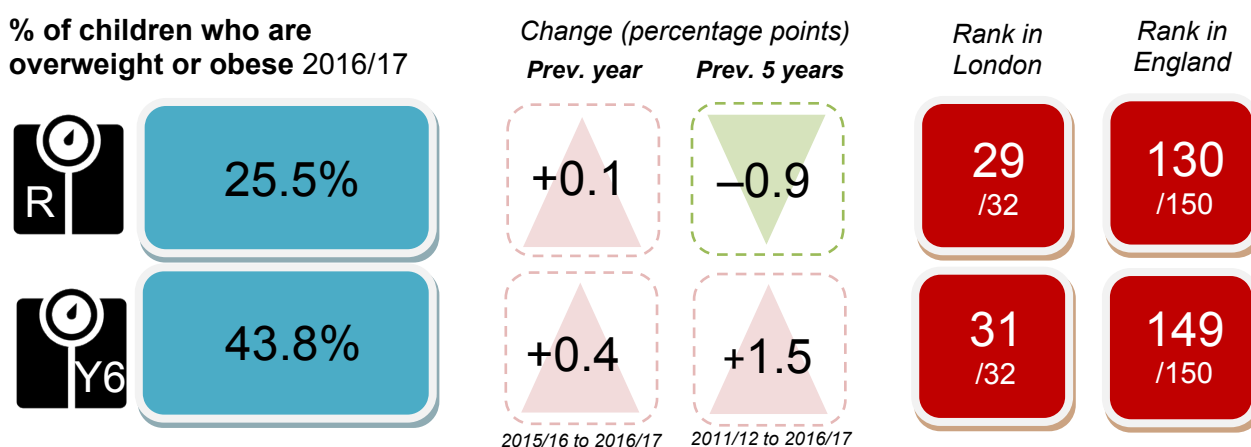 % of children who are
overweight or obese 2016/17
Change (percentage points)
Prev. year Prev. 5 years
Rank in
London
Rank in
England
R
25.5%
+0.1
–0.9
29
/32
130
/150
Y6
43.8%
+0.4
+1.5
31
/32
149
/150
2015/16 to 2016/17
2011/12 to 2016/17